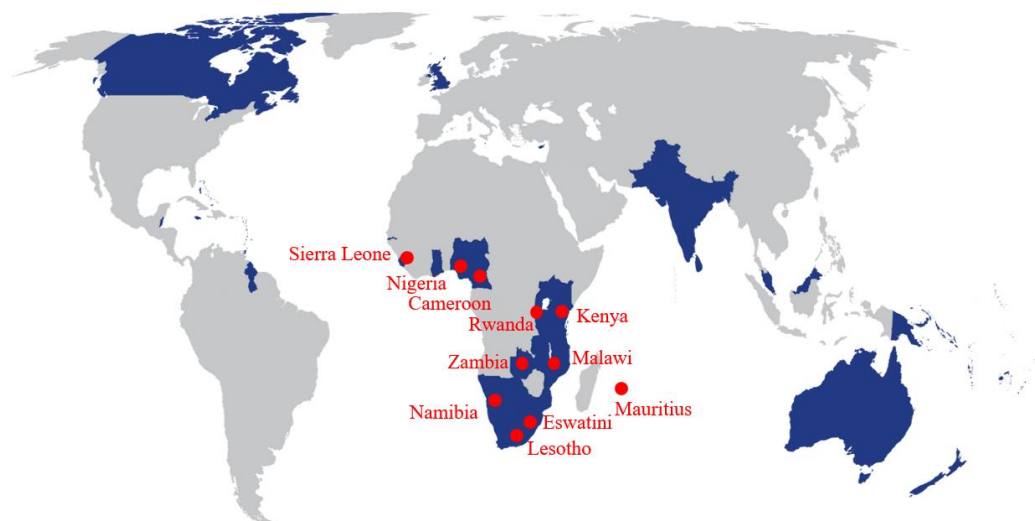 Sierra Leone
Nigeria
Cameroon
Rwanda
Kenya
Zambia
Malawi
Mauritius
Namibia
Eswatini
Lesotho